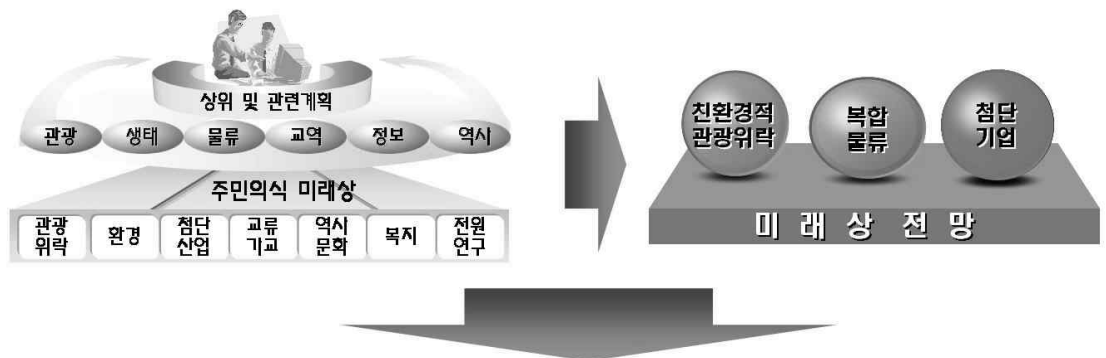 상위 및 관련계획
관광 생태 물류 교역 정보 역사
주민의식 미래상
관광 위락
환경
첨단 산업
교류 가교
역사 문화
복지
전원 연구
친환경적
관광위락
복합
물류
첨단
기업
미래상 전망